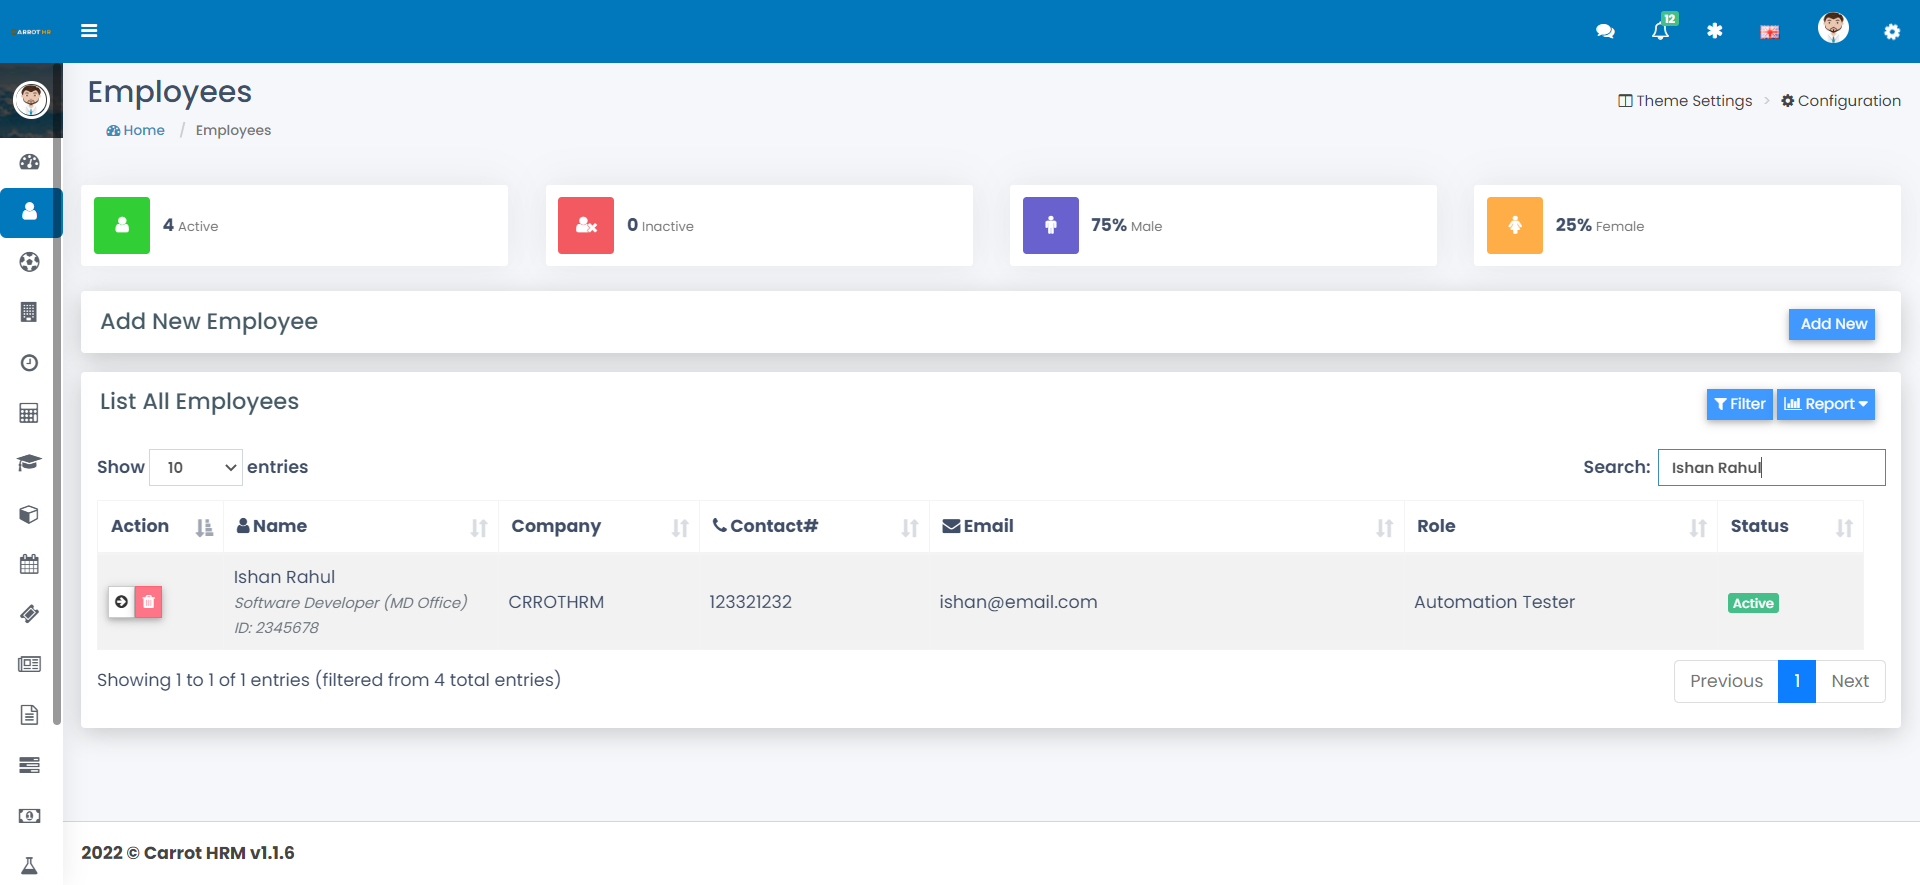 ARROT HR
12
Employees
Theme Settings > Configuration
Home / Employees
4 Active
0 Inactive
75% Male
25% Female
Add New Employee
Add New
List All Employees
Filter
Report
Show 10 entries
Search: Ishan Rahul
Action Name Company Contact# Email Role Status
Ishan Rahul
Software Developer (MD Office)
ID: 2345678
CRROTHRM
123321232
ishan@email.com
Automation Tester
Active
Showing 1 to 1 of 1 entries (filtered from 4 total entries)
Previous 1 Next
2022 © Carrot HRM v1.1.6